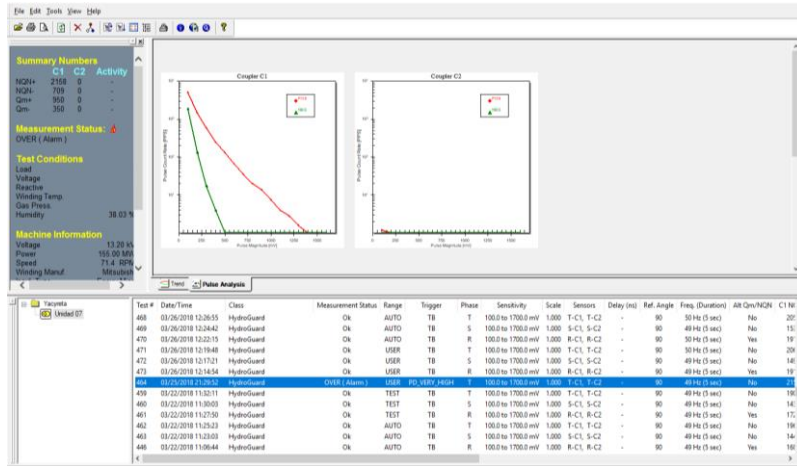 File Edit Tools View Help
Summary Numbers
C1 C2 Activity
NQN+ 2158 0 -
NQN- 709 0 -
Qm+ 950 0 -
Qm- 350 0 -
Measurement Status:
OVER ( Alarm )
Test Conditions
Load
Voltage
Reactive
Winding Temp.
Gas Press.
Humidity 38.03 %
Machine Information
Voltage 13.20 kV
Power 155.00 MW
Speed 71.4 RPM
Winding Manuf. Mitsubish
Coupler C1
Pulse Count Rate [PPS]
Pulse Magnitude [mV]
Coupler C2
Pulse Count Rate [PPS]
Pulse Magnitude [mV]
Trend Pulse Analysis
Yacyreta
Unidad 07
Test # Date/Time Class Measurement Status Range Trigger Phase Sensitivity Scale Sensors Delay (ns) Ref. Angle Freq. (Duration) Alt Qm/NQN
468 03/26/2018 12:26:35 HydroGuard Ok AUTO TB T 100.0 to 1700.0 mV 1.000 T-C1, T-C2 - 90 50 Hz (5 sec) No
469 03/26/2018 12:24:42 HydroGuard Ok AUTO TB S 100.0 to 1700.0 mV 1.000 S-C1, S-C2 - 90 50 Hz (5 sec) No
470 03/26/2018 12:22:15 HydroGuard Ok AUTO TB R 100.0 to 1700.0 mV 1.000 R-C1, R-C2 - 90 50 Hz (5 sec) Yes
471 03/26/2018 12:19:48 HydroGuard Ok USER TB T 100.0 to 1700.0 mV 1.000 T-C1, T-C2 - 90 50 Hz (5 sec) No
472 03/26/2018 12:17:21 HydroGuard Ok USER TB S 100.0 to 1700.0 mV 1.000 S-C1, S-C2 - 90 49 Hz (5 sec) No
473 03/26/2018 12:14:54 HydroGuard Ok USER TB R 100.0 to 1700.0 mV 1.000 R-C1, R-C2 - 90 49 Hz (5 sec) Yes
464 03/25/2018 21:29:52 HydroGuard OVER ( Alarm ) USER PD_VERY_HIGH T 100.0 to 1700.0 mV 1.000 T-C1, T-C2 - 90 49 Hz (5 sec) No
459 03/22/2018 11:32:11 HydroGuard Ok TEST TB T 100.0 to 1700.0 mV 1.000 T-C1, T-C2 - 90 49 Hz (5 sec) No
460 03/22/2018 11:30:03 HydroGuard Ok TEST TB S 100.0 to 1700.0 mV 1.000 S-C1, S-C2 - 90 49 Hz (5 sec) No
461 03/22/2018 11:27:50 HydroGuard Ok TEST TB R 100.0 to 1700.0 mV 1.000 R-C1, R-C2 - 90 49 Hz (5 sec) Yes
462 03/22/2018 11:25:23 HydroGuard Ok AUTO TB T 100.0 to 1700.0 mV 1.000 T-C1, T-C2 - 90 49 Hz (5 sec) No
463 03/22/2018 11:23:03 HydroGuard Ok AUTO TB S 100.0 to 1700.0 mV 1.000 S-C1, S-C2 - 90 49 Hz (5 sec) No
446 03/22/2018 11:06:44 HydroGuard Ok AUTO TB R 100.0 to 1700.0 mV 1.000 R-C1, R-C2 - 90 49 Hz (5 sec) Yes